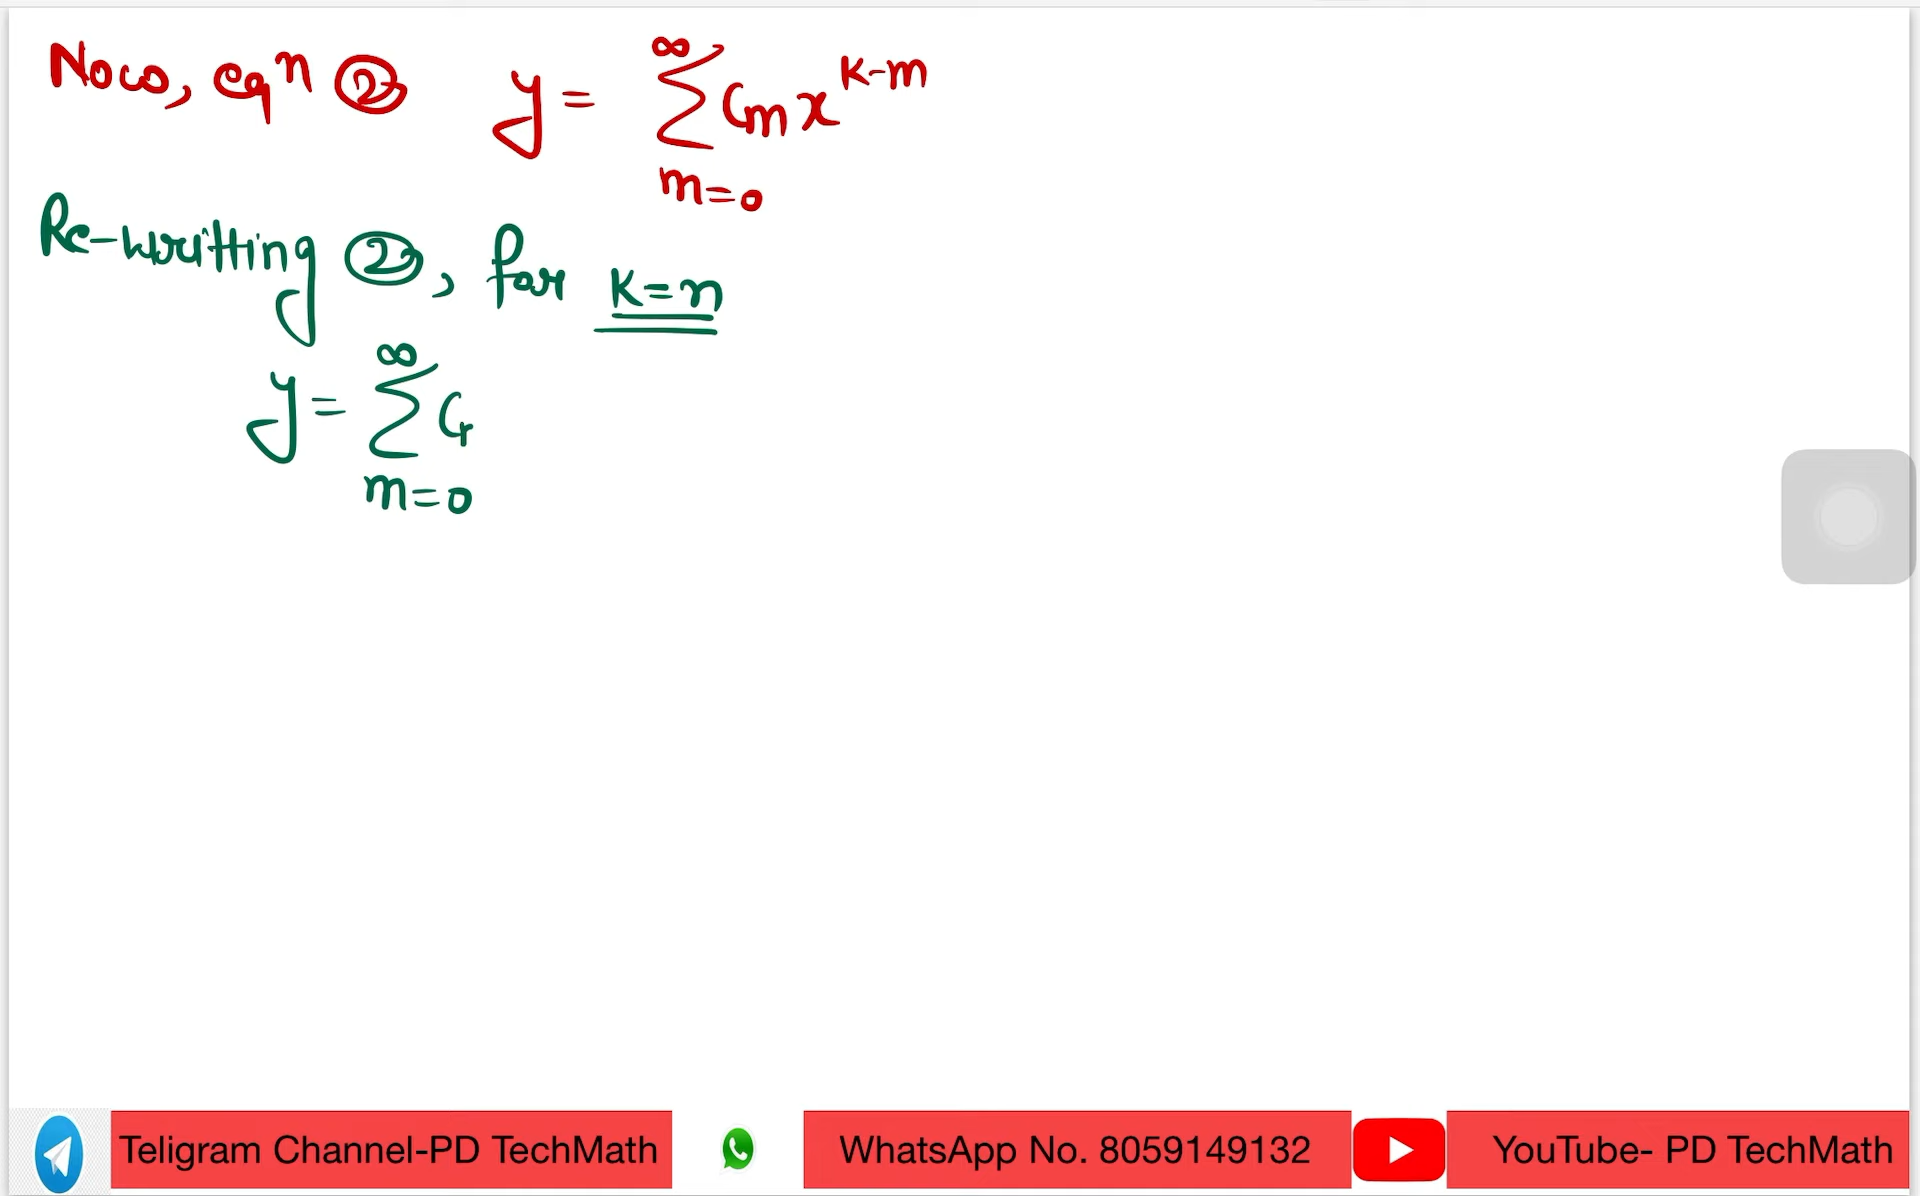 Now, eqⁿ ② y = ∞ Σ m=0 Cm x^K-m
Re-writting ②, for K=n
y = ∞ Σ m=0 C
Teligram Channel-PD TechMath WhatsApp No. 8059149132 YouTube- PD TechMath